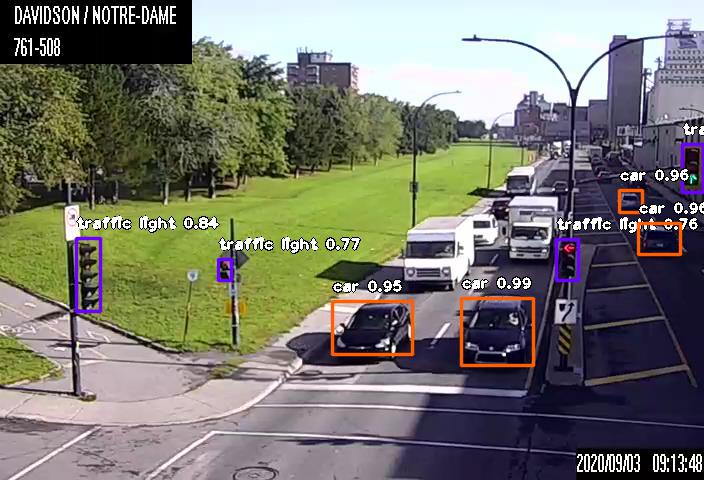 DAVIDSON / NOTRE-DAME
761-508
tra
car 0.96
car 0.96
traffic light 0.84
traffic light 0.76
traffic light 0.77
car 0.95
car 0.99
2020/09/03 09:13:48